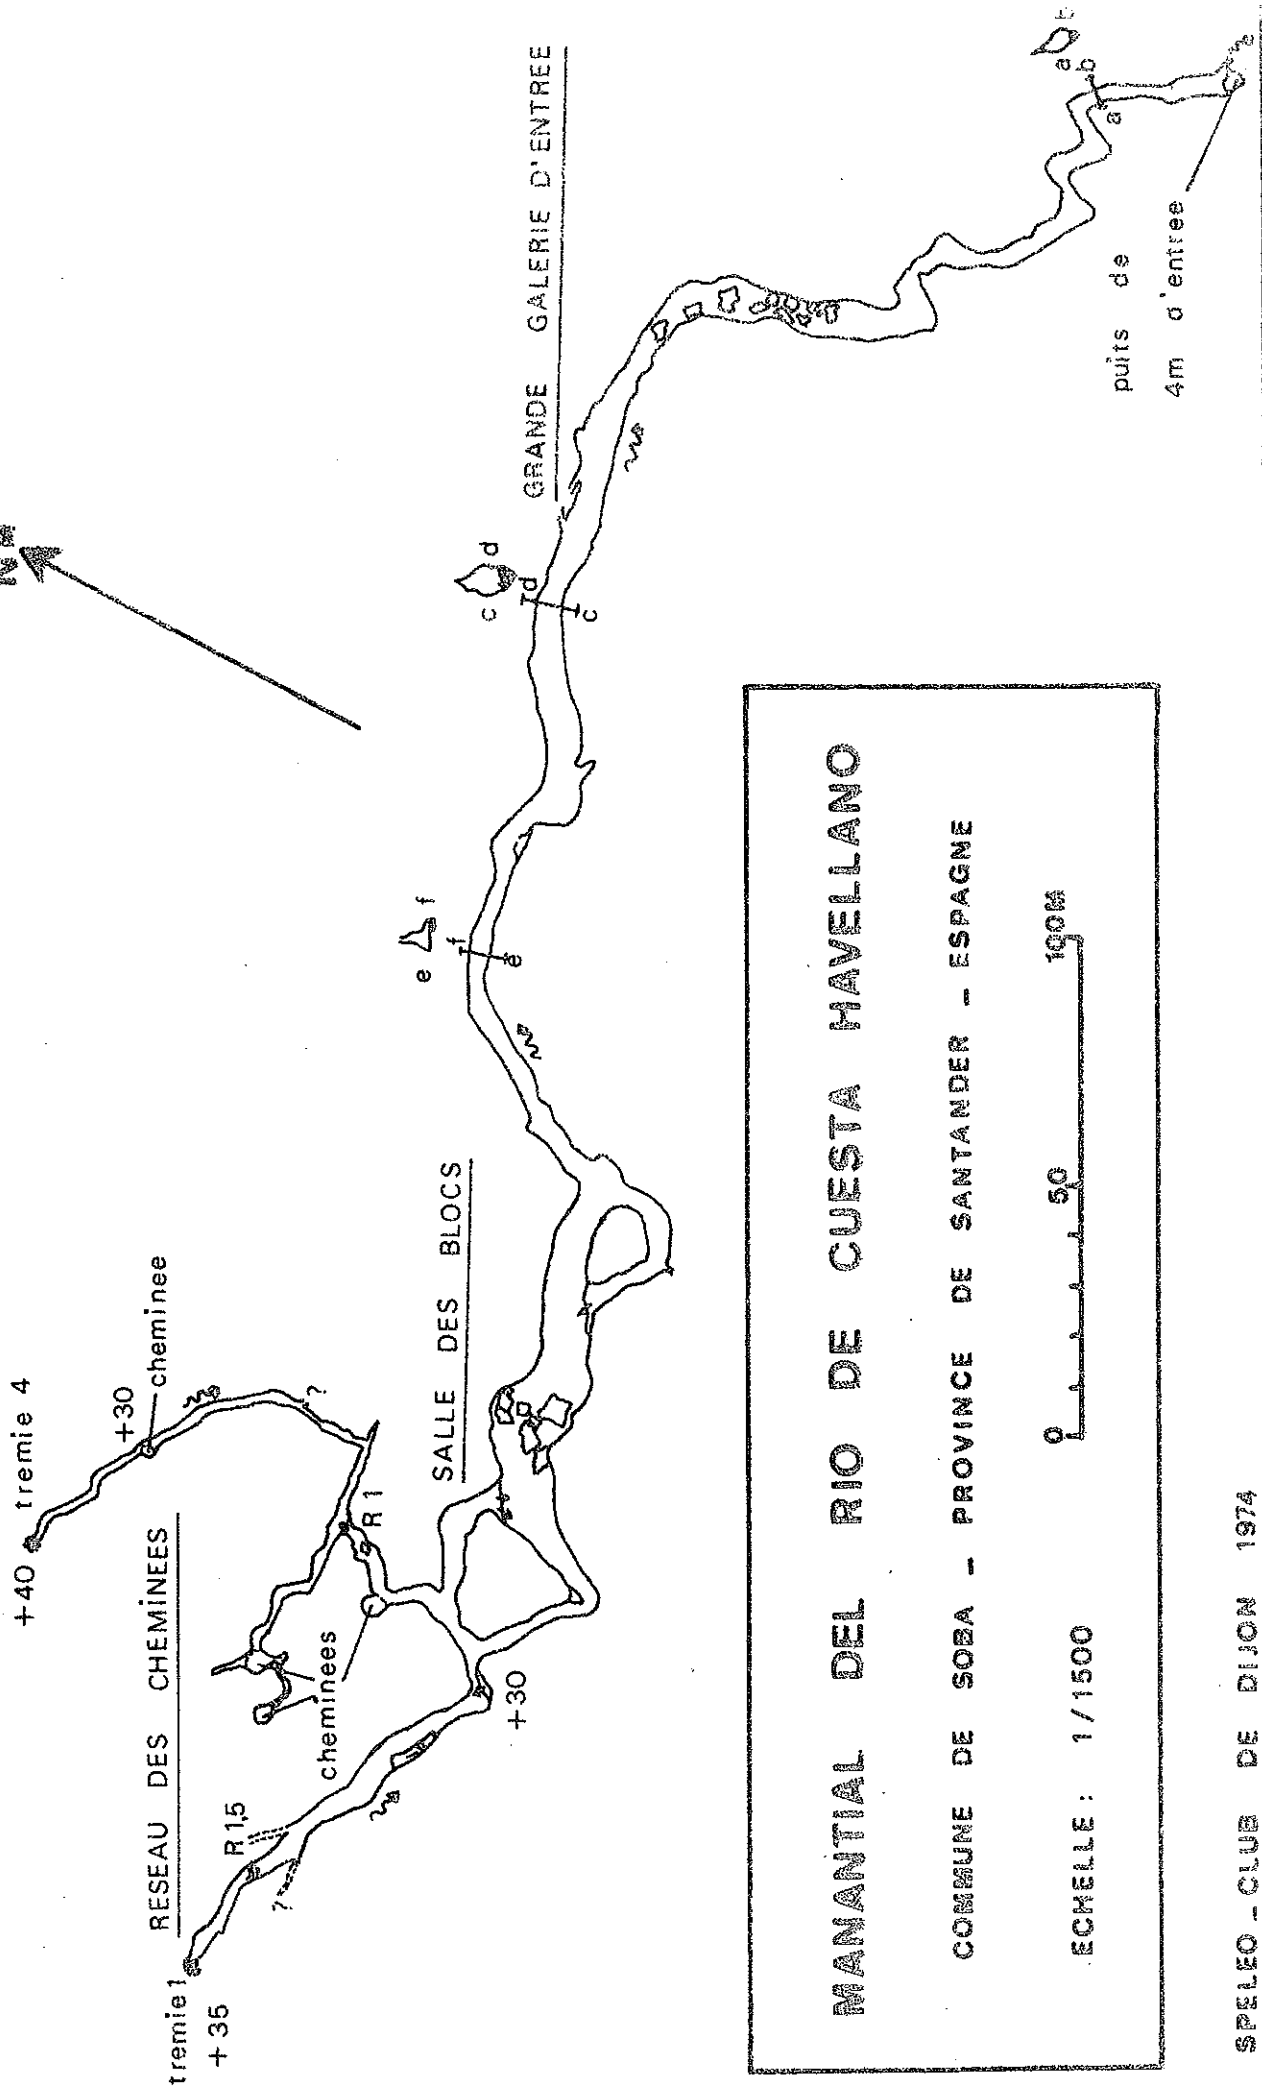 tremie 1
+35
RESEAU DES CHEMINEES
R 1,5
?
+40 tremie 4
+30
cheminee
?
R 1
cheminees
+30
SALLE DES BLOCS
e f
f
e
c d
d
c
GRANDE GALERIE D'ENTREE
a b
b
a
puits de
4m d'entree
MANANTIAL DEL RIO DE CUESTA HAVELLANO
COMMUNE DE SOBA – PROVINCE DE SANTANDER – ESPAGNE
ECHELLE : 1/1500
0 50 100M
SPELEO – CLUB DE DIJON 1974